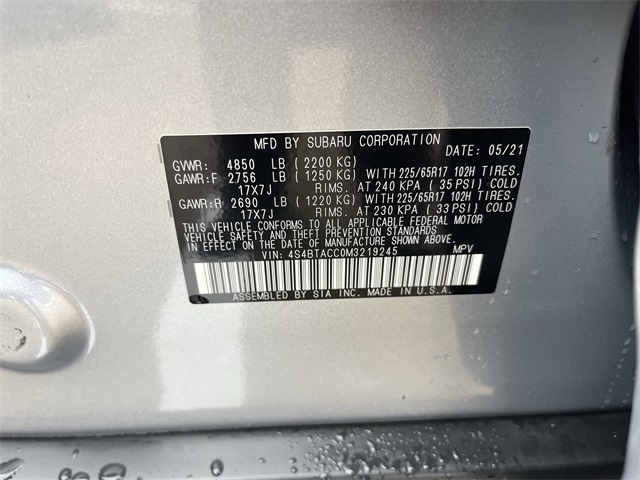 MFD BY SUBARU CORPORATION DATE: 05/21
GVWR: 4850 LB (2200 KG)
GAWR:F 2756 LB (1250 KG) WITH 225/65R17 102H TIRES.
17X7J RIMS. AT 240 KPA (35 PSI) COLD
GAWR:R 2690 LB (1220 KG) WITH 225/65R17 102H TIRES.
17X7J RIMS. AT 230 KPA (33 PSI) COLD
THIS VEHICLE CONFORMS TO ALL APPLICABLE FEDERAL MOTOR
VEHICLE SAFETY AND THEFT PREVENTION STANDARDS
IN EFFECT ON THE DATE OF MANUFACTURE SHOWN ABOVE.
VIN: 4S4BTACC0M3219245 MPV
ASSEMBLED BY SIA INC. MADE IN U.S.A.